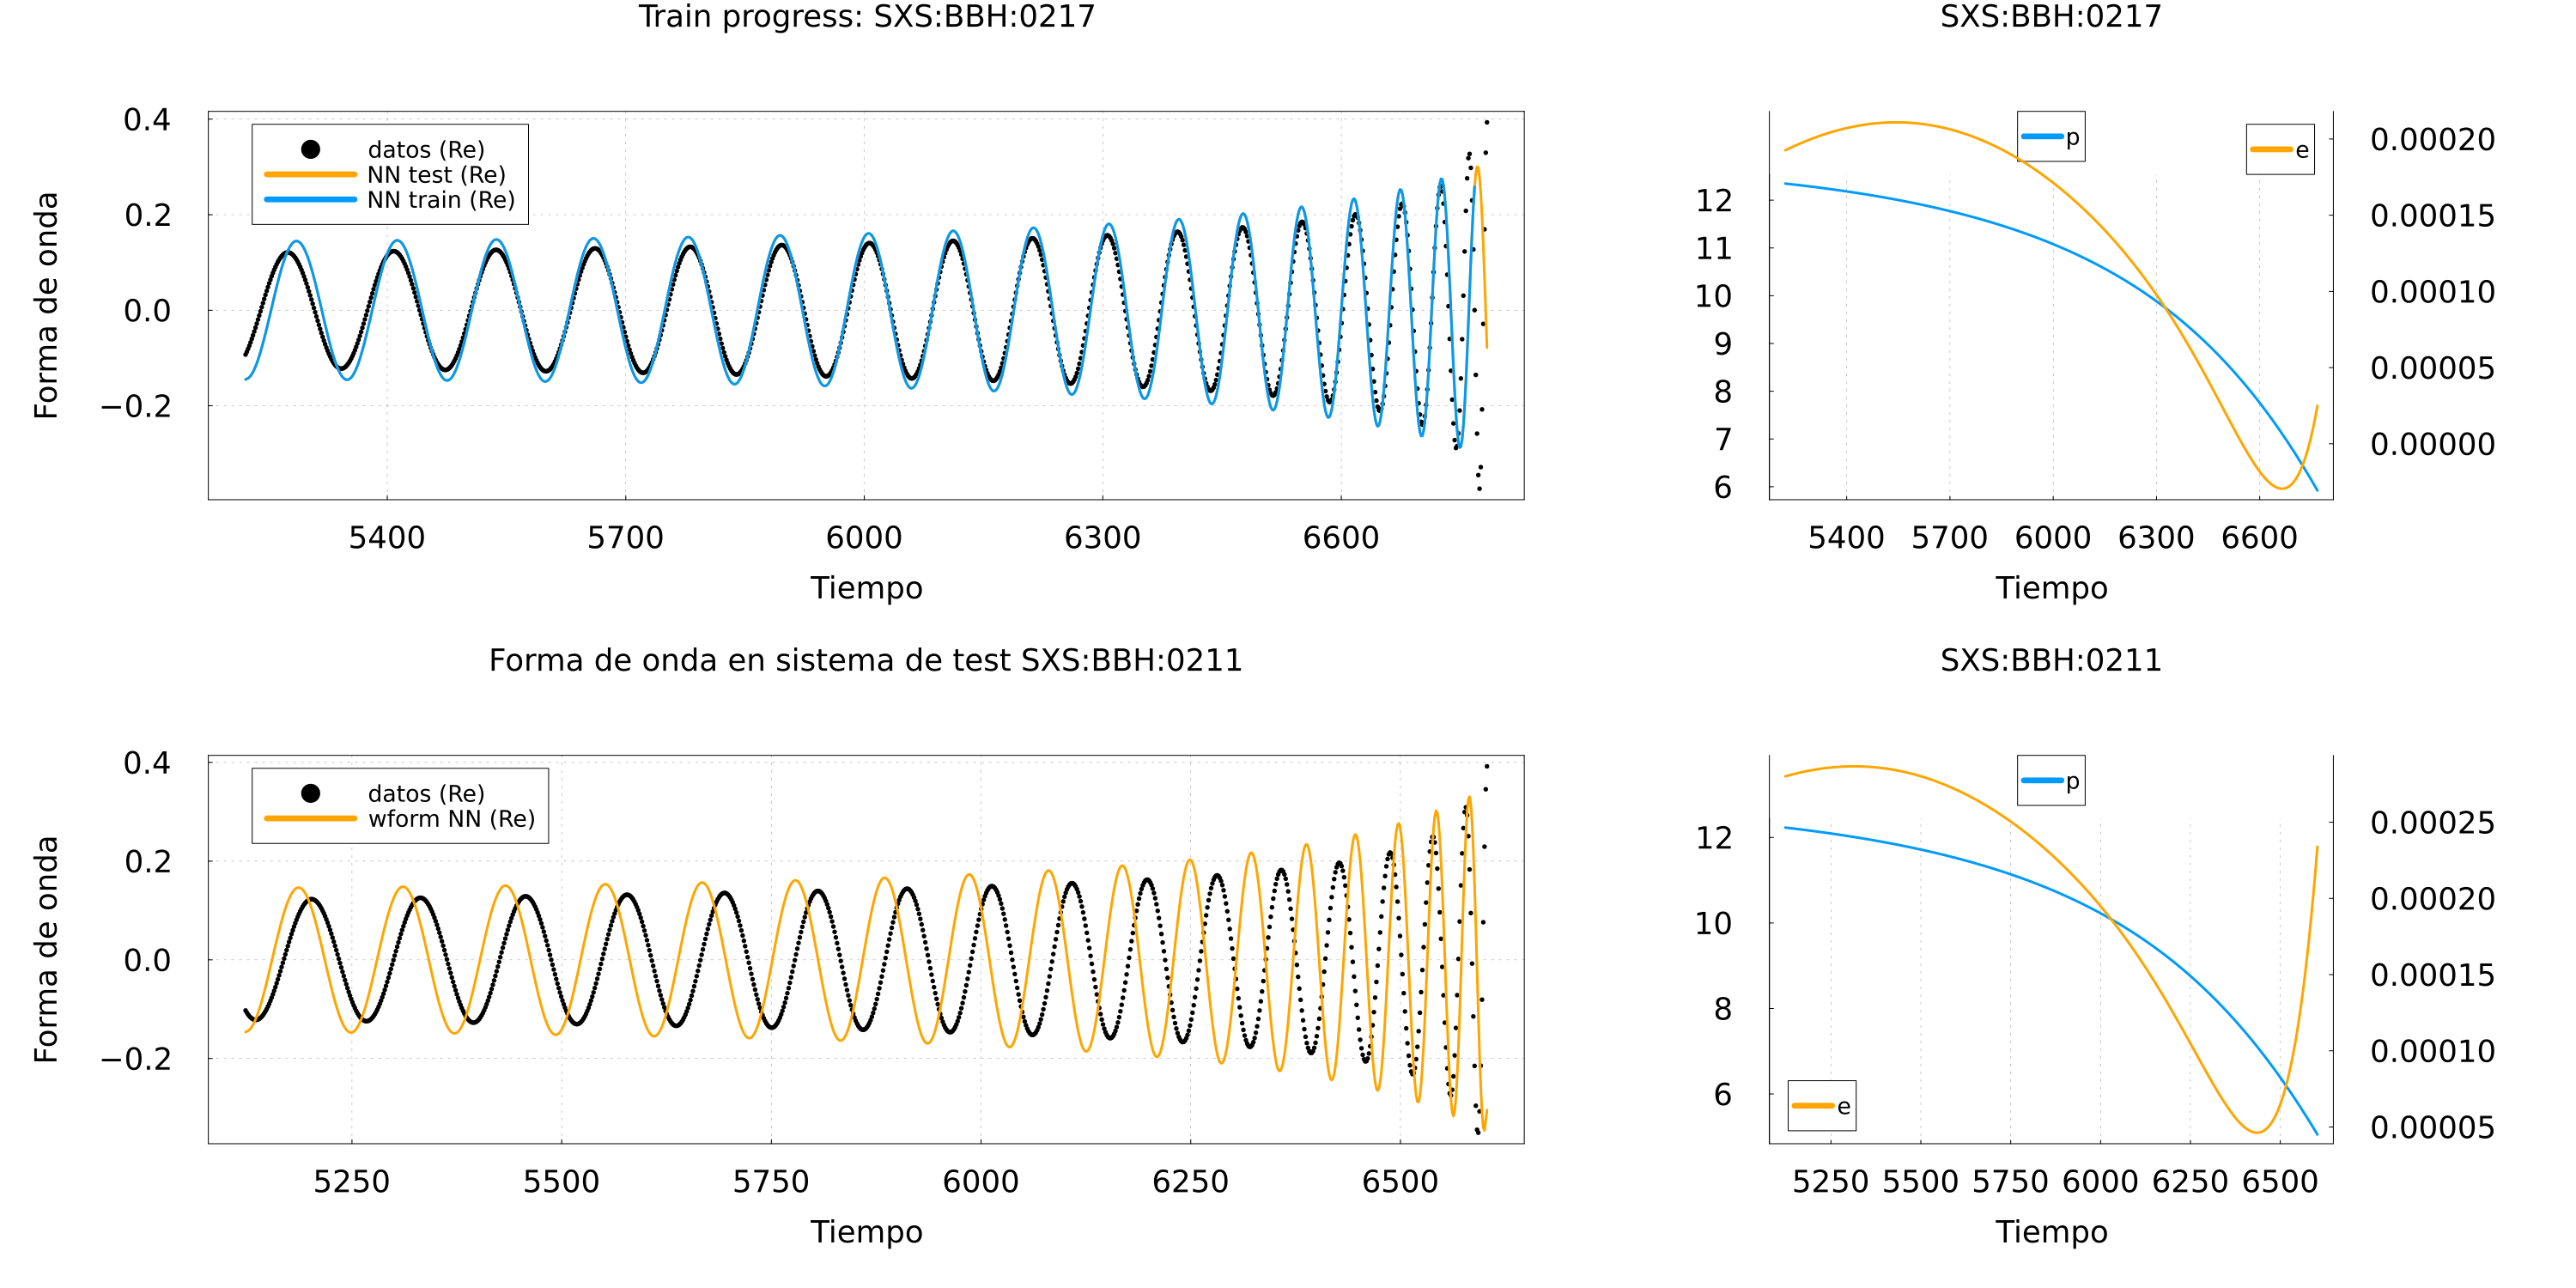 Train progress: SXS:BBH:0217
Forma de onda
0.4
0.2
0.0
−0.2
datos (Re)
NN test (Re)
NN train (Re)
5400 5700 6000 6300 6600
Tiempo
SXS:BBH:0217
12
11
10
9
8
7
6
p
e
0.00020
0.00015
0.00010
0.00005
0.00000
5400 5700 6000 6300 6600
Tiempo
Forma de onda en sistema de test SXS:BBH:0211
Forma de onda
0.4
0.2
0.0
−0.2
datos (Re)
wform NN (Re)
5250 5500 5750 6000 6250 6500
Tiempo
SXS:BBH:0211
12
10
8
6
p
e
0.00025
0.00020
0.00015
0.00010
0.00005
5250 5500 5750 6000 6250 6500
Tiempo